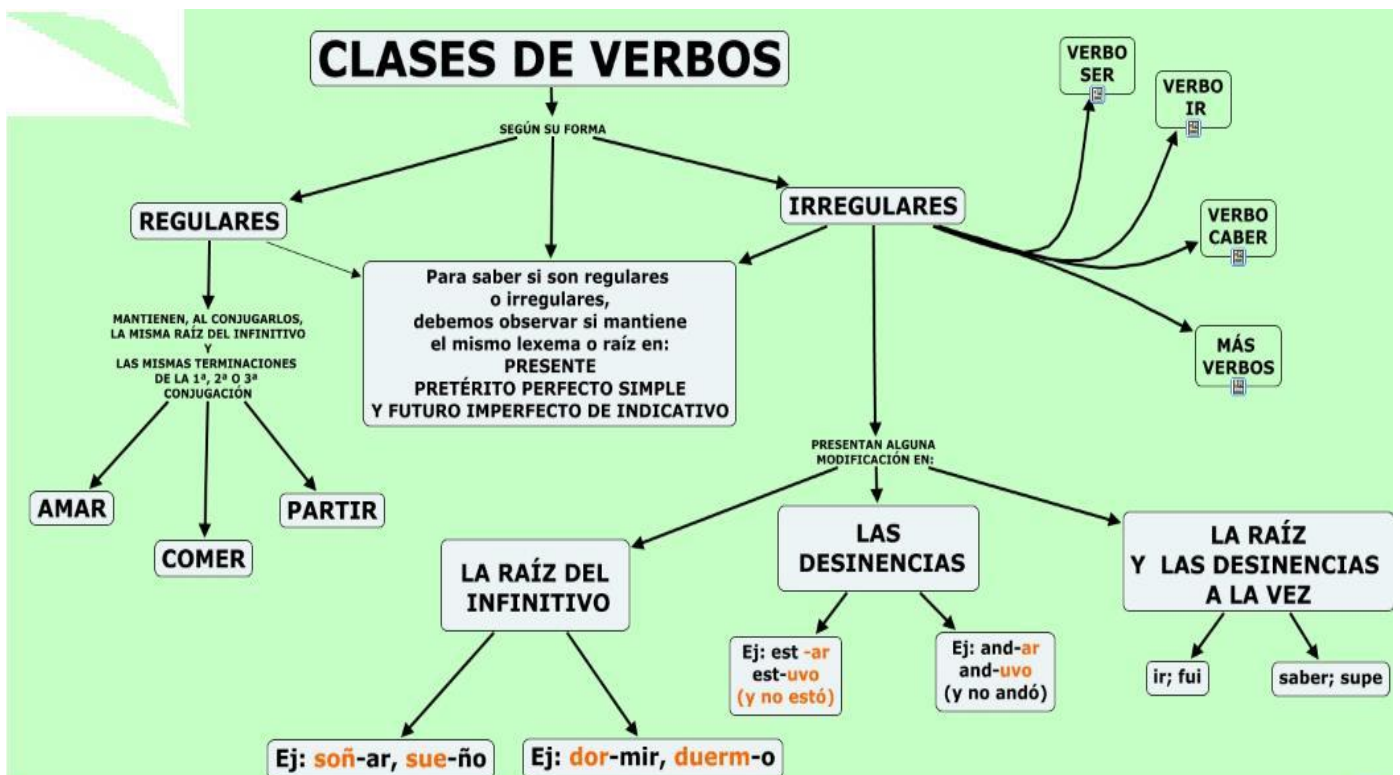 CLASES DE VERBOS
SEGÚN SU FORMA
REGULARES
MANTIENEN, AL CONJUGARLOS,
LA MISMA RAÍZ DEL INFINITIVO
Y
LAS MISMAS TERMINACIONES
DE LA 1ª, 2ª O 3ª
CONJUGACIÓN
AMAR
COMER
PARTIR
Para saber si son regulares
o irregulares,
debemos observar si mantiene
el mismo lexema o raíz en:
PRESENTE
PRETÉRITO PERFECTO SIMPLE
Y FUTURO IMPERFECTO DE INDICATIVO
IRREGULARES
VERBO
SER
VERBO
IR
VERBO
CABER
MÁS
VERBOS
PRESENTAN ALGUNA
MODIFICACIÓN EN:
LA RAÍZ DEL
INFINITIVO
Ej: soñ-ar, sue-ño
Ej: dor-mir, duerm-o
LAS
DESINENCIAS
Ej: est -ar
est-uvo
(y no estó)
Ej: and-ar
and-uvo
(y no andó)
LA RAÍZ
Y LAS DESINENCIAS
A LA VEZ
ir; fui
saber; supe